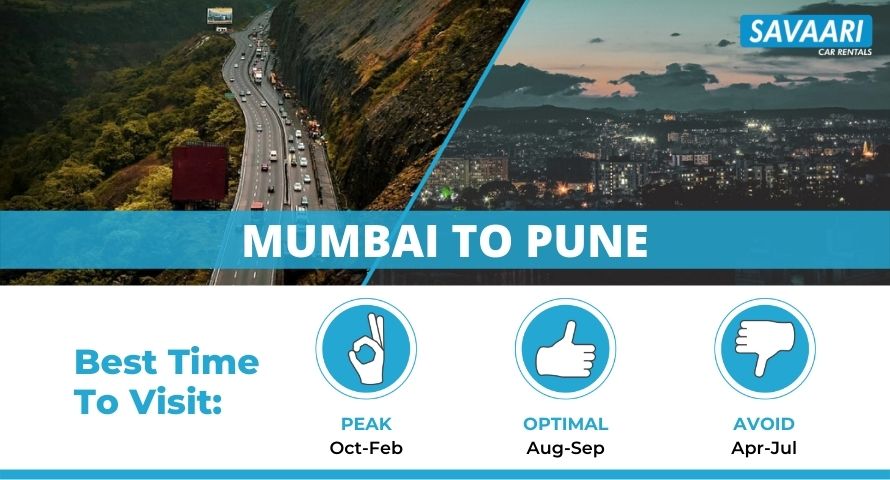 SAVAARI
CAR RENTALS
MUMBAI TO PUNE
Best Time
To Visit:
PEAK
Oct-Feb
OPTIMAL
Aug-Sep
AVOID
Apr-Jul